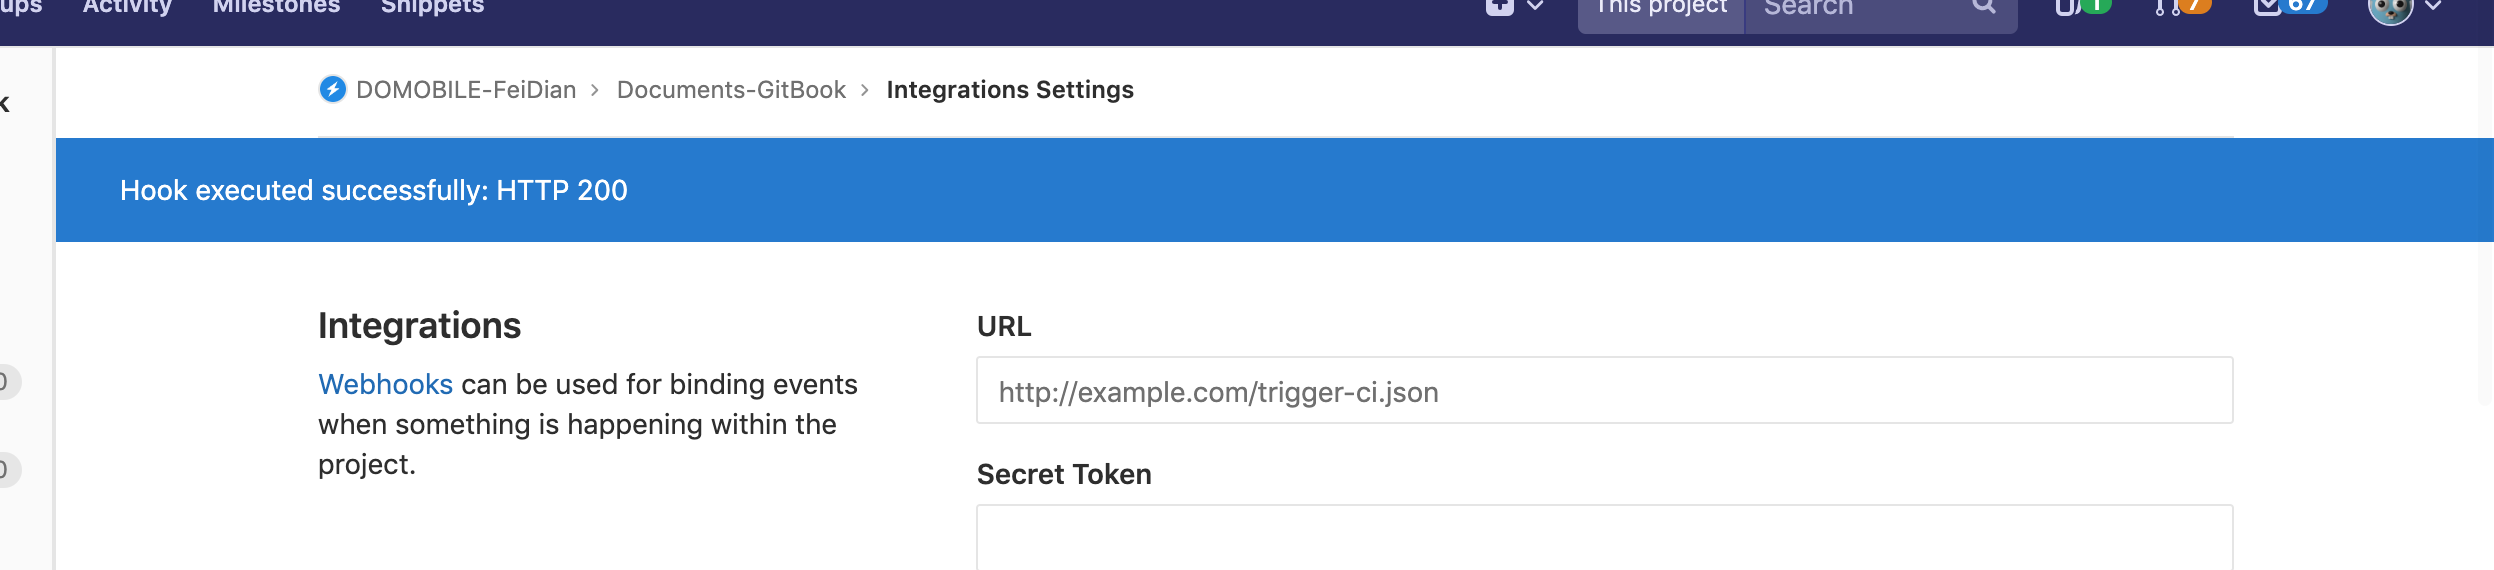 ups Activity Milestones Snippets This project Search 1 7 67
k
DOMOBILE-FeiDian > Documents-GitBook > Integrations Settings
Hook executed successfully: HTTP 200
Integrations
Webhooks can be used for binding events
when something is happening within the
project.
URL
http://example.com/trigger-ci.json
Secret Token
0
0